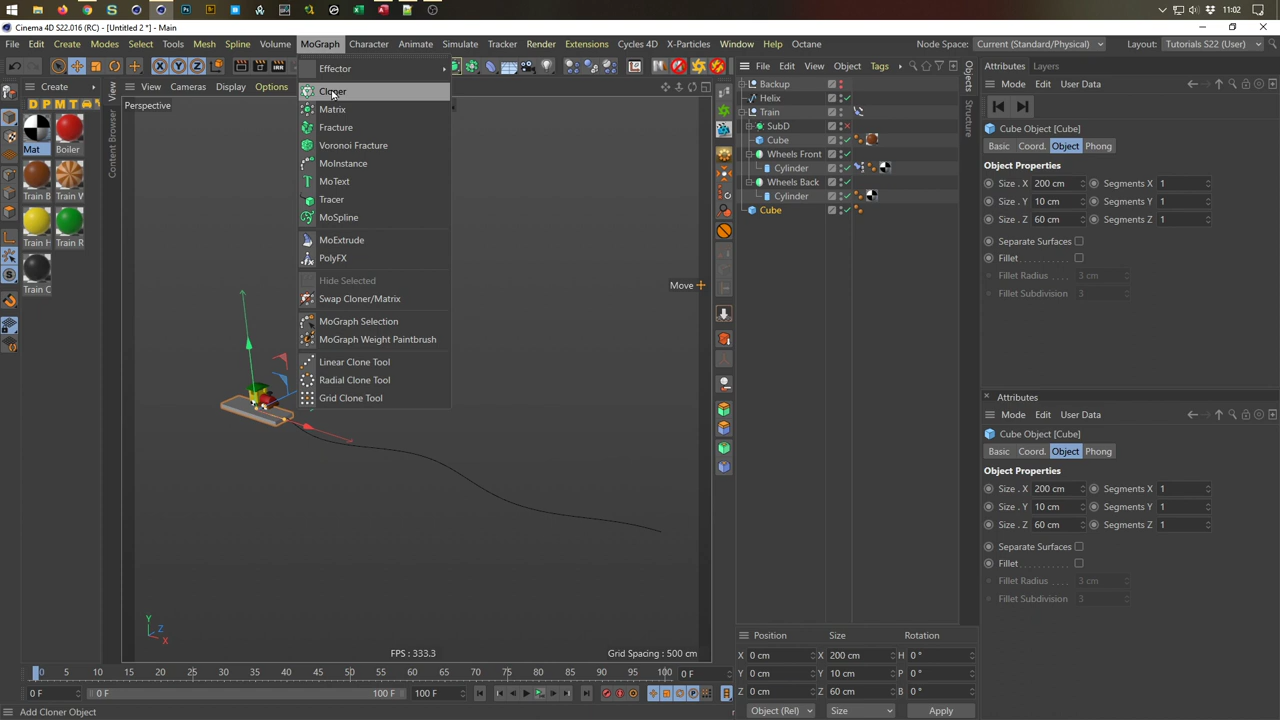 11:02
Cinema 4D S22.016 (RC) - [Untitled 2 *] - Main
File Edit Create Modes Select Tools Mesh Spline Volume MoGraph Character Animate Simulate Tracker Render Extensions Cycles 4D X-Particles Window Help Octane Node Space: Current (Standard/Physical) Layout: Tutorials S22 (User)
X Y Z
Create
D P M T
View Cameras Display Options
Perspective
View
Content Browser
Mat Boiler
Train B Train W
Train H Train R
Train C
Effector
Cloner
Matrix
Fracture
Voronoi Fracture
MoInstance
MoText
Tracer
MoSpline
MoExtrude
PolyFX
Hide Selected
Swap Cloner/Matrix
MoGraph Selection
MoGraph Weight Paintbrush
Linear Clone Tool
Radial Clone Tool
Grid Clone Tool
Move
Y Z X
FPS : 333.3
Grid Spacing : 500 cm
File Edit View Object Tags
Backup
Helix
Train
SubD
Cube
Wheels Front
Cylinder
Wheels Back
Cylinder
Cube
Objects
Structure
Attributes Layers
Mode Edit User Data
Cube Object [Cube]
Basic Coord. Object Phong
Object Properties
Size . X 200 cm Segments X 1
Size . Y 10 cm Segments Y 1
Size . Z 60 cm Segments Z 1
Separate Surfaces
Fillet
Fillet Radius 3 cm
Fillet Subdivision 3
Attributes
Mode Edit User Data
Cube Object [Cube]
Basic Coord. Object Phong
Object Properties
Size . X 200 cm Segments X 1
Size . Y 10 cm Segments Y 1
Size . Z 60 cm Segments Z 1
Separate Surfaces
Fillet
Fillet Radius 3 cm
Fillet Subdivision 3
Position Size Rotation
X 0 cm X 200 cm H 0 °
Y 0 cm Y 10 cm P 0 °
Z 0 cm Z 60 cm B 0 °
Object (Rel) Size Apply
0 5 10 15 20 25 30 35 40 45 50 55 60 65 70 75 80 85 90 95 100 0 F
0 F 0 F 100 F 100 F
Add Cloner Object